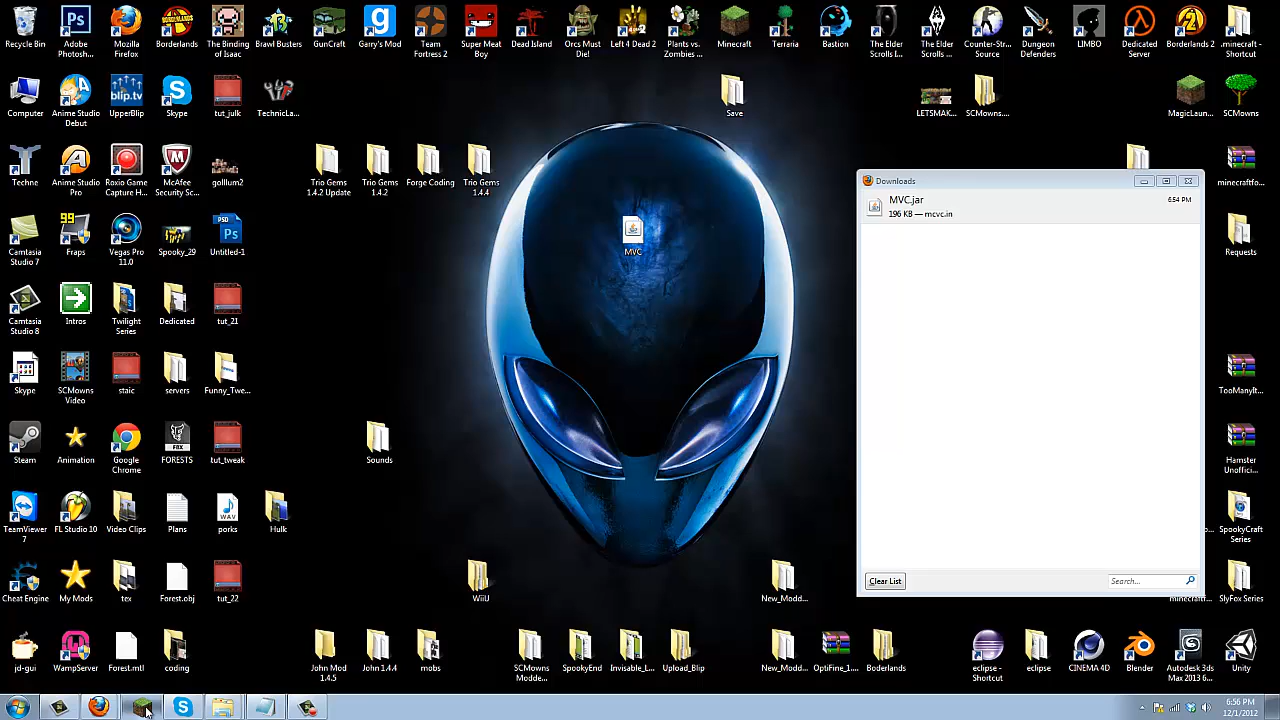 Recycle Bin
Adobe
Photosh...
Mozilla
Firefox
Borderlands
The Binding
of Isaac
Brawl Busters
GunCraft
Garry's Mod
Team
Fortress 2
Super Meat
Boy
Dead Island
Orcs Must
Die!
Left 4 Dead 2
Plants vs.
Zombies ...
Minecraft
Terraria
Bastion
The Elder
Scrolls I...
The Elder
Scrolls ...
Counter-Str...
Source
Dungeon
Defenders
LIMBO
Dedicated
Server
Borderlands 2
.minecraft -
Shortcut
Computer
Anime Studio
Debut
UpperBlip
Skype
tut_julk
TechnicLa...
Save
LETSMAK...
SCMowns....
MagicLaun...
SCMowns
Techne
Anime Studio
Pro
Roxio Game
Capture H...
McAfee
Security Sc...
golllum2
Trio Gems
1.4.2 Update
Trio Gems
1.4.2
Forge Coding
Trio Gems
1.4.4
minecraftfo...
Downloads
MVC.jar
6:54 PM
196 KB — mcvc.in
Camtasia
Studio 7
99
Fraps
Vegas Pro
11.0
Spooky_29
PSD
Untitled-1
MVC
Requests
Camtasia
Studio 8
Intros
Twilight
Series
Dedicated
tut_21
Skype
SCMowns
Video
staic
servers
Funny_Twe...
TooManyIt...
Steam
Animation
Google
Chrome
FORESTS
tut_tweak
Sounds
Hamster
Unoffici...
TeamViewer
7
FL Studio 10
Video Clips
Plans
WAV
porks
Hulk
SpookyCraft
Series
Clear List
Search...
Cheat Engine
My Mods
tex
Forest.obj
tut_22
WiiU
New_Modd...
minecraftf...
SlyFox Series
jd-gui
WampServer
Forest.mtl
coding
John Mod
1.4.5
John 1.4.4
mobs
SCMowns
Modde...
SpookyEnd
Invisable_L...
Upload_Blip
New_Modd...
OptiFine_1....
Boderlands
eclipse -
Shortcut
eclipse
CINEMA 4D
Blender
Autodesk 3ds
Max 2013 6...
Unity
6:56 PM
12/1/2012